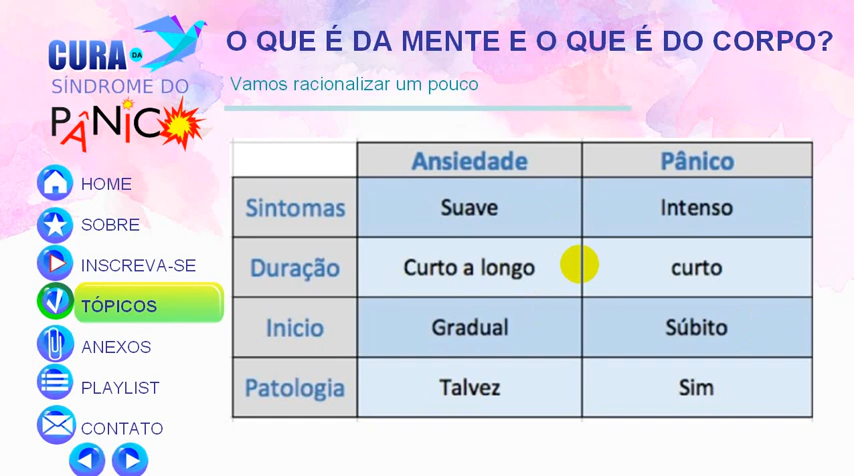 CURA DA
SÍNDROME DO
PÂNICO
O QUE É DA MENTE E O QUE É DO CORPO?
Vamos racionalizar um pouco
HOME
SOBRE
INSCREVA-SE
TÓPICOS
ANEXOS
PLAYLIST
CONTATO
Ansiedade Pânico
Sintomas Suave Intenso
Duração Curto a longo curto
Inicio Gradual Súbito
Patologia Talvez Sim